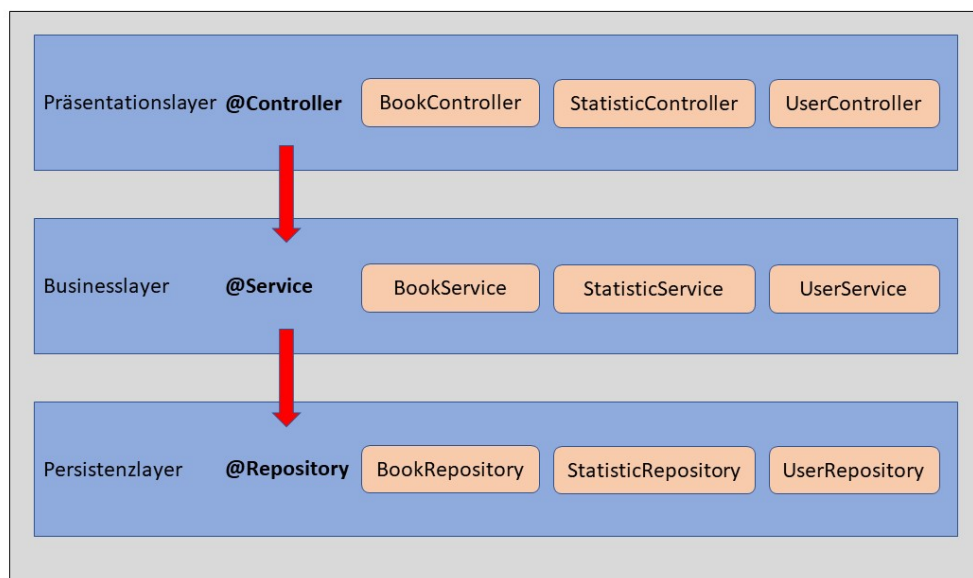 Präsentationslayer @Controller BookController StatisticController UserController
Businesslayer @Service BookService StatisticService UserService
Persistenzlayer @Repository BookRepository StatisticRepository UserRepository